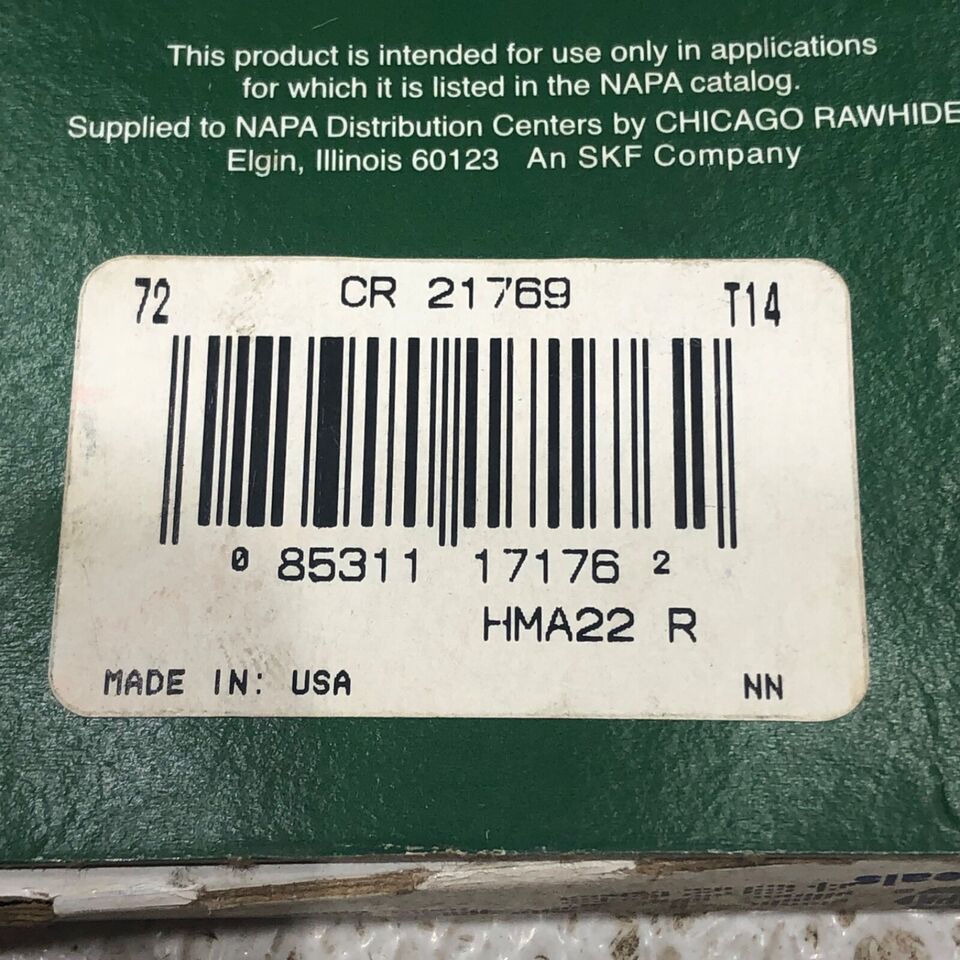 This product is intended for use only in applications
for which it is listed in the NAPA catalog.
Supplied to NAPA Distribution Centers by CHICAGO RAWHIDE
Elgin, Illinois 60123 An SKF Company
72 CR 21769 T14
0 85311 17176 2
HMA22 R
MADE IN: USA NN